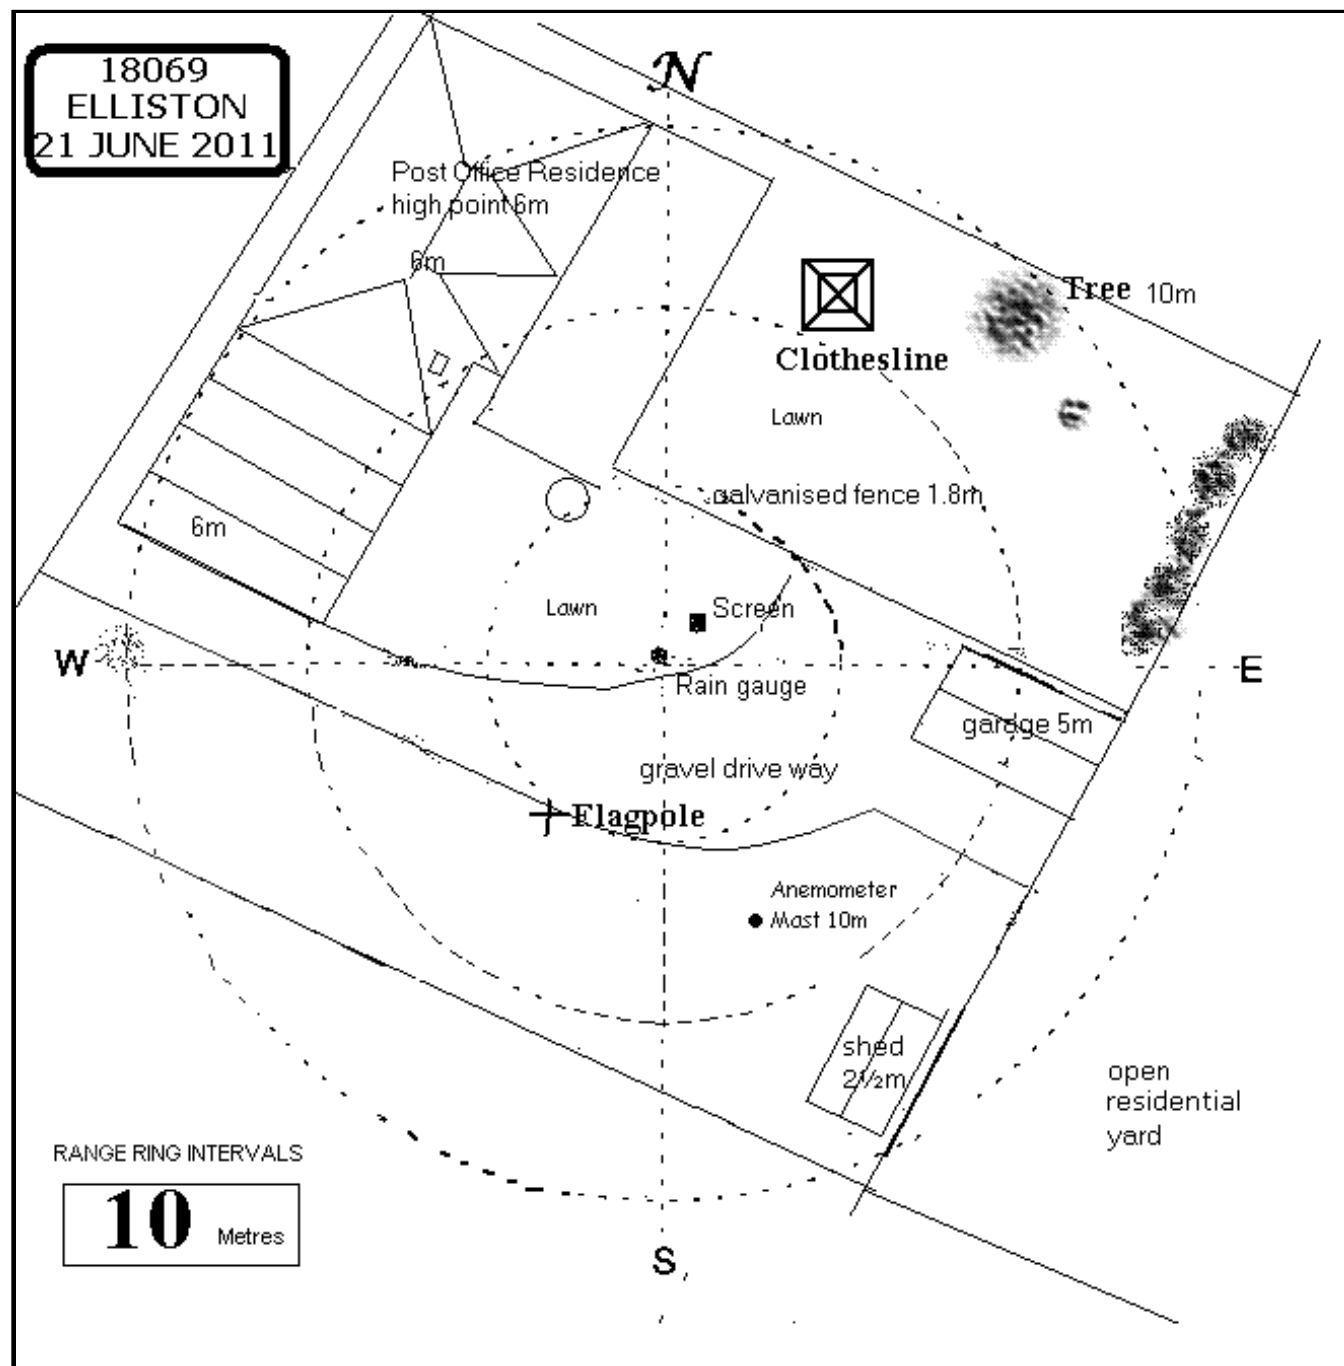 18069
ELLISTON
21 JUNE 2011
N
Post Office Residence
high point 6m
6m
Tree 10m
Clothesline
Lawn
galvanised fence 1.8m
6m
Lawn
Screen
W
E
Rain gauge
garage 5m
gravel drive way
Flagpole
Anemometer
Mast 10m
shed
2½m
open
residential
yard
RANGE RING INTERVALS
10 Metres
S